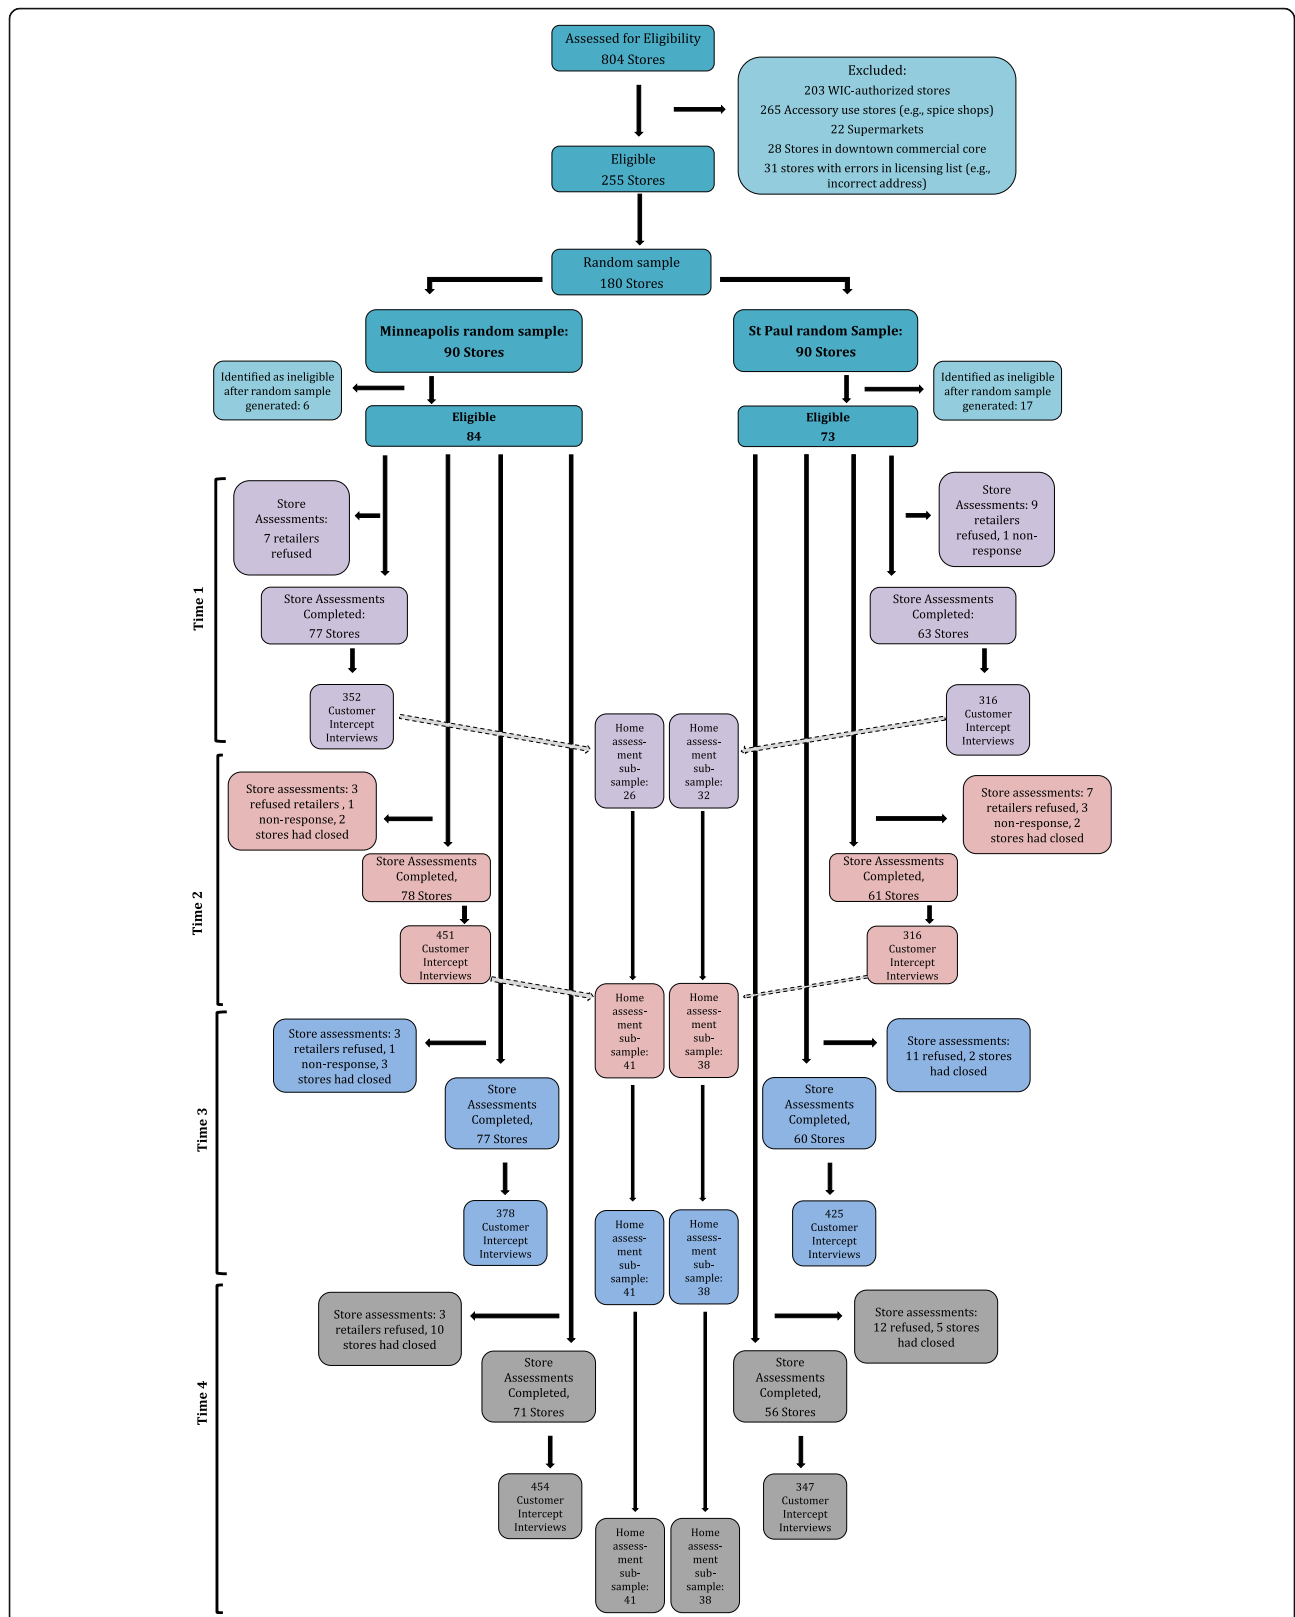 Assessed for Eligibility
804 Stores
Excluded:
203 WIC-authorized stores
265 Accessory use stores (e.g., spice shops)
22 Supermarkets
28 Stores in downtown commercial core
31 stores with errors in licensing list (e.g.,
incorrect address)
Eligible
255 Stores
Random sample
180 Stores
Minneapolis random sample:
90 Stores
St Paul random Sample:
90 Stores
Identified as ineligible
after random sample
generated: 6
Identified as ineligible
after random sample
generated: 17
Eligible
84
Eligible
73
Time 1
Store
Assessments:
7 retailers
refused
Store
Assessments: 9
retailers
refused, 1 non-
response
Store Assessments
Completed:
77 Stores
Store Assessments
Completed:
63 Stores
352
Customer
Intercept
Interviews
316
Customer
Intercept
Interviews
Home
assess-
ment
sub-
sample:
26
Home
assess-
ment
sub-
sample:
32
Time 2
Store assessments: 3
refused retailers , 1
non-response, 2
stores had closed
Store assessments: 7
retailers refused, 3
non-response, 2
stores had closed
Store Assessments
Completed,
78 Stores
Store Assessments
Completed,
61 Stores
451
Customer
Intercept
Interviews
316
Customer
Intercept
Interviews
Home
assess-
ment
sub-
sample:
41
Home
assess-
ment
sub-
sample:
38
Time 3
Store assessments: 3
retailers refused, 1
non-response, 3
stores had closed
Store assessments:
11 refused, 2 stores
had closed
Store
Assessments
Completed,
77 Stores
Store
Assessments
Completed,
60 Stores
378
Customer
Intercept
Interviews
425
Customer
Intercept
Interviews
Home
assess-
ment
sub-
sample:
41
Home
assess-
ment
sub-
sample:
38
Time 4
Store assessments: 3
retailers refused, 10
stores had closed
Store assessments:
12 refused, 5 stores
had closed
Store
Assessments
Completed,
71 Stores
Store
Assessments
Completed,
56 Stores
454
Customer
Intercept
Interviews
347
Customer
Intercept
Interviews
Home
assess-
ment
sub-
sample:
41
Home
assess-
ment
sub-
sample:
38